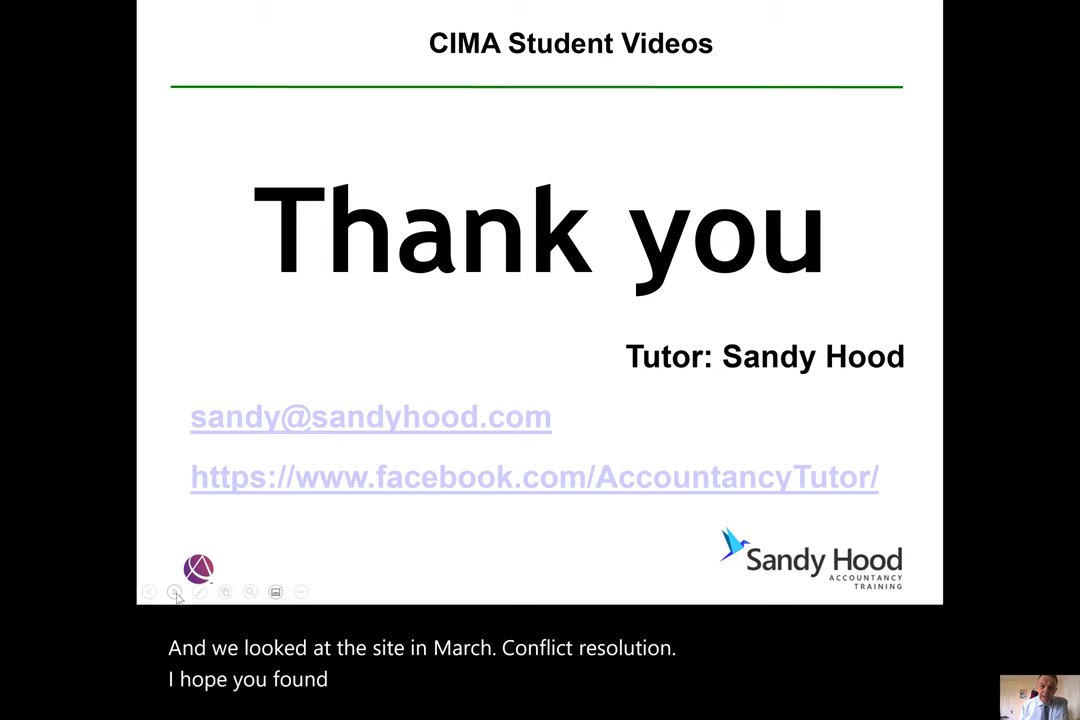 CIMA Student Videos
Thank you
Tutor: Sandy Hood
sandy@sandyhood.com
https://www.facebook.com/AccountancyTutor/
Sandy Hood
ACCOUNTANCY
TRAINING
And we looked at the site in March. Conflict resolution.
I hope you found